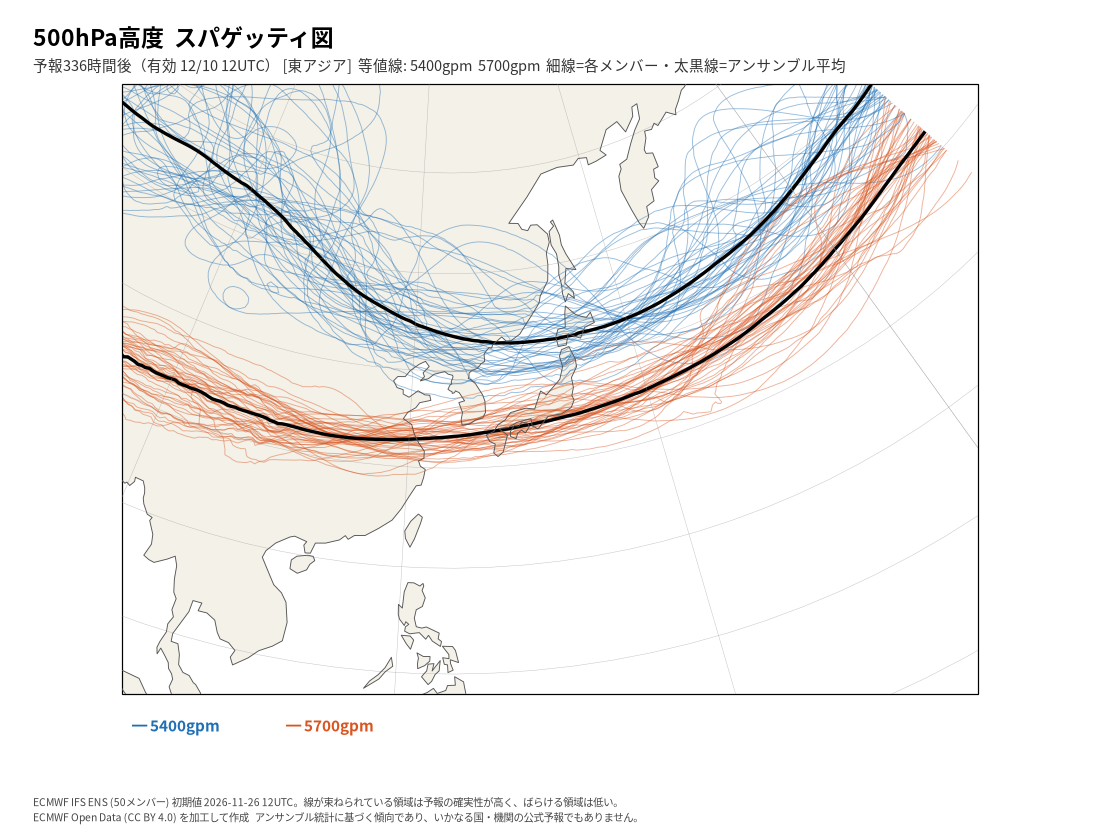 500hPa高度 スパゲッティ図
予報336時間後（有効 12/10 12UTC） [東アジア] 等値線: 5400gpm 5700gpm 細線=各メンバー・太黒線=アンサンブル平均
5400gpm
5700gpm
ECMWF IFS ENS (50メンバー) 初期値 2026-11-26 12UTC。線が束ねられている領域は予報の確実性が高く、ばらける領域は低い。
ECMWF Open Data (CC BY 4.0) を加工して作成 アンサンブル統計に基づく傾向であり、いかなる国・機関の公式予報でもありません。